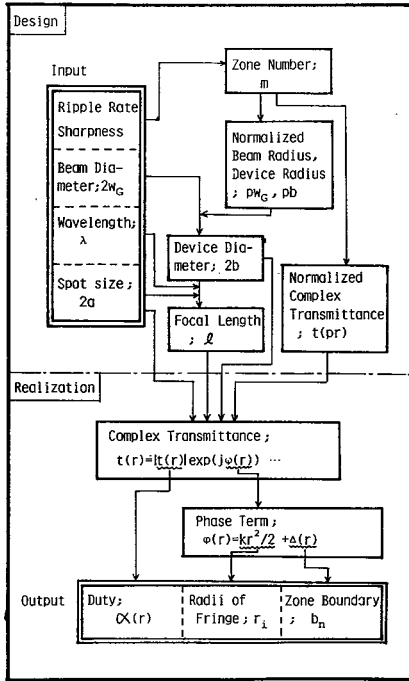 Design
Input
Ripple Rate
Sharpness
Beam Dia-
meter;2w_G
Wavelength;
λ
Spot size;
2a
Zone Number;
m
Normalized
Beam Radius,
Device Radius
; pw_G, pb
Device Dia-
meter; 2b
Focal Length
; ℓ
Normalized
Complex
Transmittance
; t(pr)
Realization
Complex Transmittance;
t(r)=|t(r)|exp(jφ(r)) ...
Phase Term;
φ(r)=kr²/2 +Δ(r)
Output
Duty;
α(r)
Radii of
Fringe; r_i
Zone Boundary
; b_n